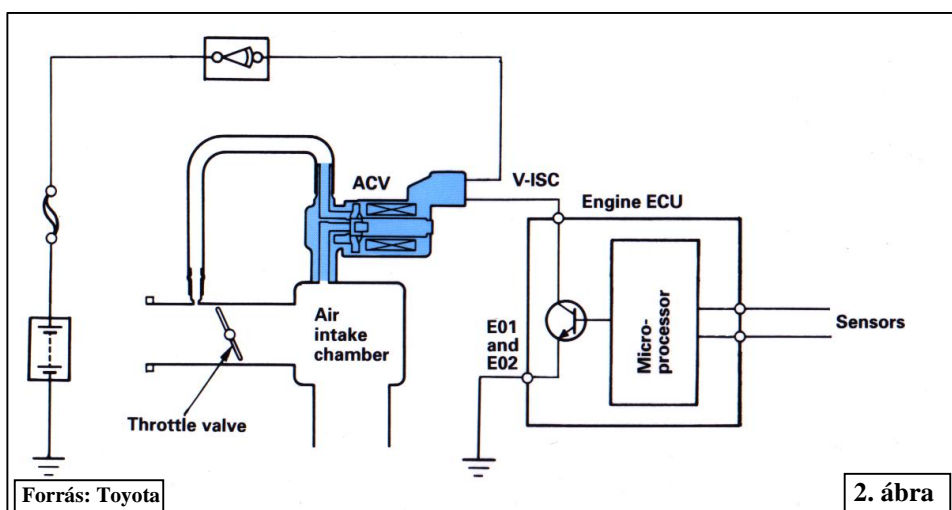 ACV
V-ISC
Engine ECU
Air
intake
chamber
E01
and
E02
Micro-
processor
Sensors
Throttle valve
Forrás: Toyota
2. ábra